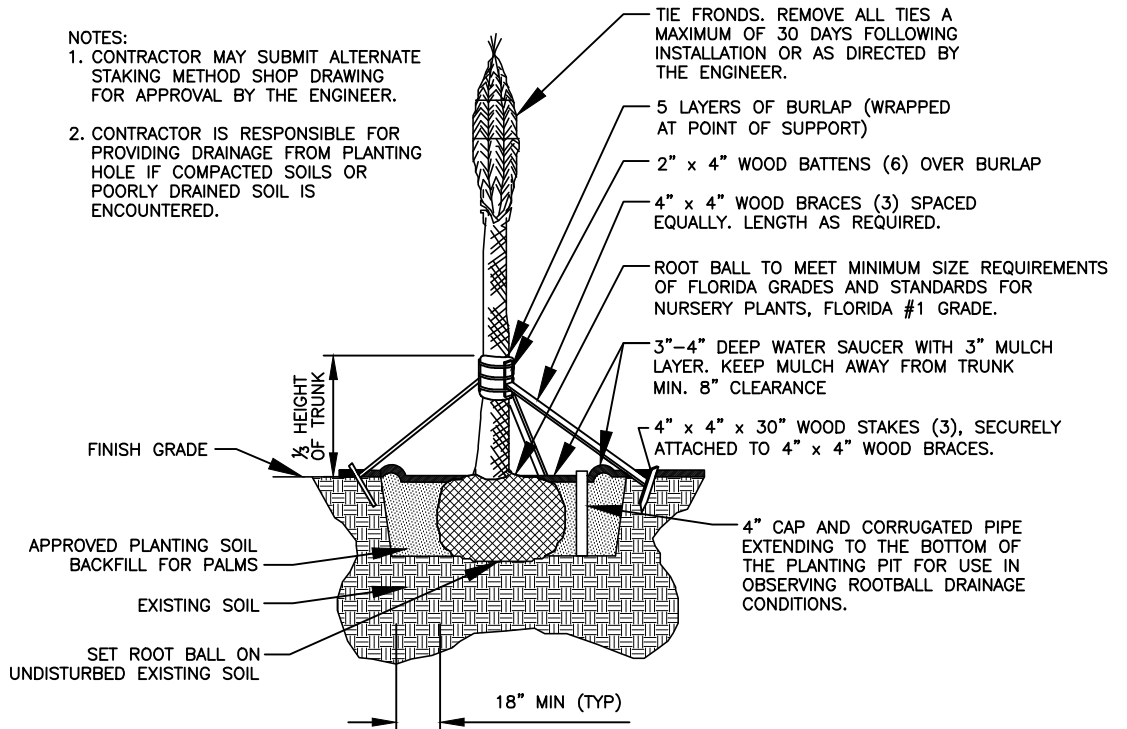 NOTES:
1. CONTRACTOR MAY SUBMIT ALTERNATE
STAKING METHOD SHOP DRAWING
FOR APPROVAL BY THE ENGINEER.
2. CONTRACTOR IS RESPONSIBLE FOR
PROVIDING DRAINAGE FROM PLANTING
HOLE IF COMPACTED SOILS OR
POORLY DRAINED SOIL IS
ENCOUNTERED.
TIE FRONDS. REMOVE ALL TIES A
MAXIMUM OF 30 DAYS FOLLOWING
INSTALLATION OR AS DIRECTED BY
THE ENGINEER.
5 LAYERS OF BURLAP (WRAPPED
AT POINT OF SUPPORT)
2" x 4" WOOD BATTENS (6) OVER BURLAP
4" x 4" WOOD BRACES (3) SPACED
EQUALLY. LENGTH AS REQUIRED.
ROOT BALL TO MEET MINIMUM SIZE REQUIREMENTS
OF FLORIDA GRADES AND STANDARDS FOR
NURSERY PLANTS, FLORIDA #1 GRADE.
3"-4" DEEP WATER SAUCER WITH 3" MULCH
LAYER. KEEP MULCH AWAY FROM TRUNK
MIN. 8" CLEARANCE
4" x 4" x 30" WOOD STAKES (3), SECURELY
ATTACHED TO 4" x 4" WOOD BRACES.
4" CAP AND CORRUGATED PIPE
EXTENDING TO THE BOTTOM OF
THE PLANTING PIT FOR USE IN
OBSERVING ROOTBALL DRAINAGE
CONDITIONS.
⅓ HEIGHT
OF TRUNK
FINISH GRADE
APPROVED PLANTING SOIL
BACKFILL FOR PALMS
EXISTING SOIL
SET ROOT BALL ON
UNDISTURBED EXISTING SOIL
18" MIN (TYP)